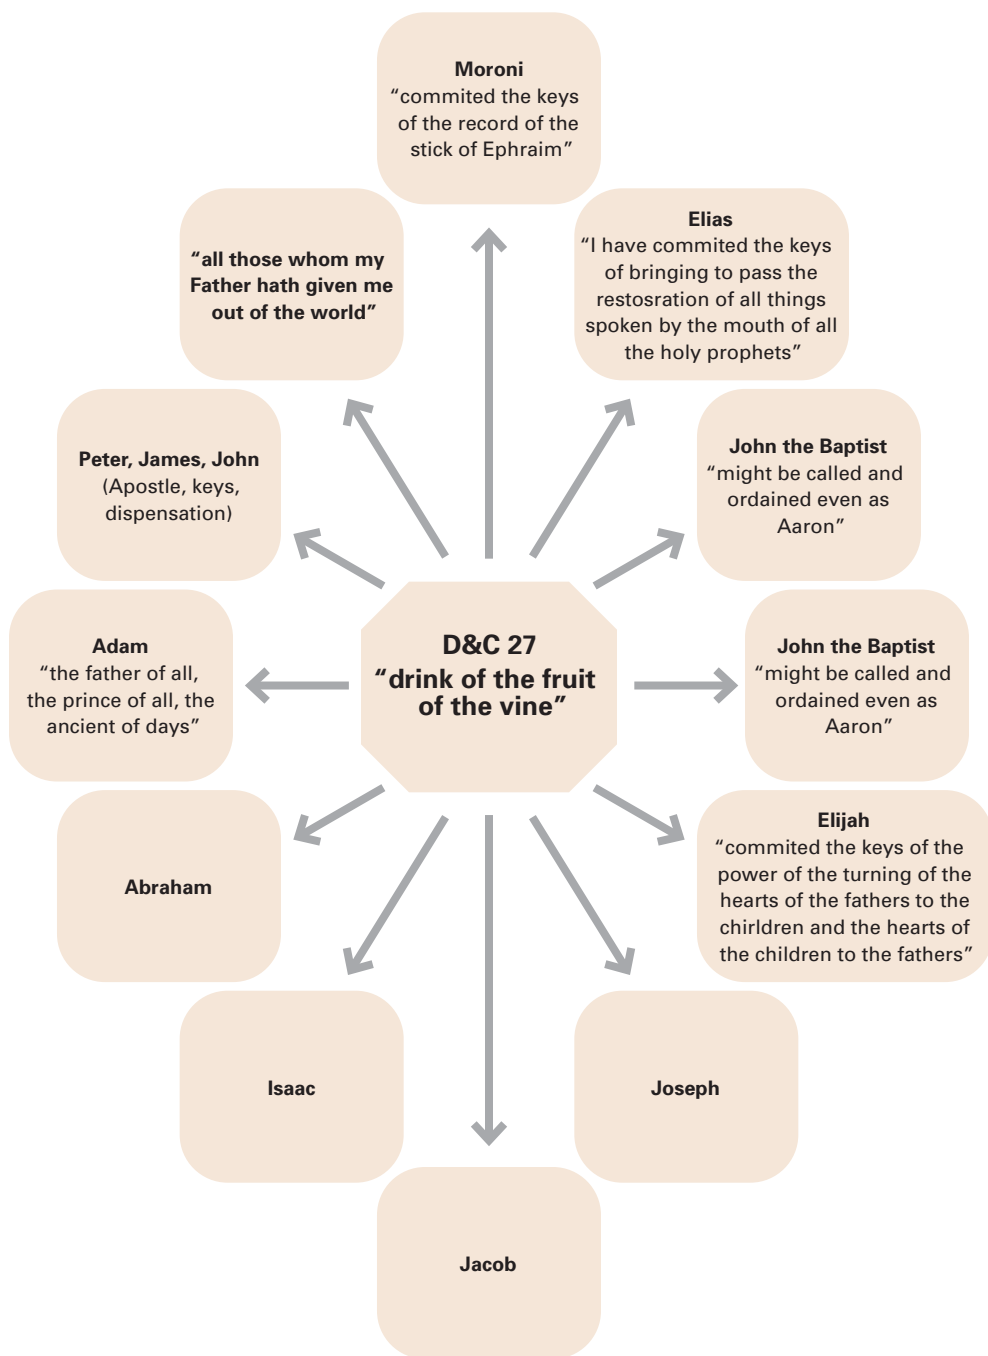 Moroni
“commited the keys
of the record of the
stick of Ephraim”
“all those whom my
Father hath given me
out of the world”
Elias
“I have commited the keys
of bringing to pass the
restosration of all things
spoken by the mouth of all
the holy prophets”
Peter, James, John
(Apostle, keys,
dispensation)
John the Baptist
“might be called and
ordained even as
Aaron”
Adam
“the father of all,
the prince of all, the
ancient of days”
D&C 27
“drink of the fruit
of the vine”
John the Baptist
“might be called and
ordained even as
Aaron”
Abraham
Elijah
“commited the keys of the
power of the turning of the
hearts of the fathers to the
chirldren and the hearts of
the children to the fathers”
Isaac
Joseph
Jacob